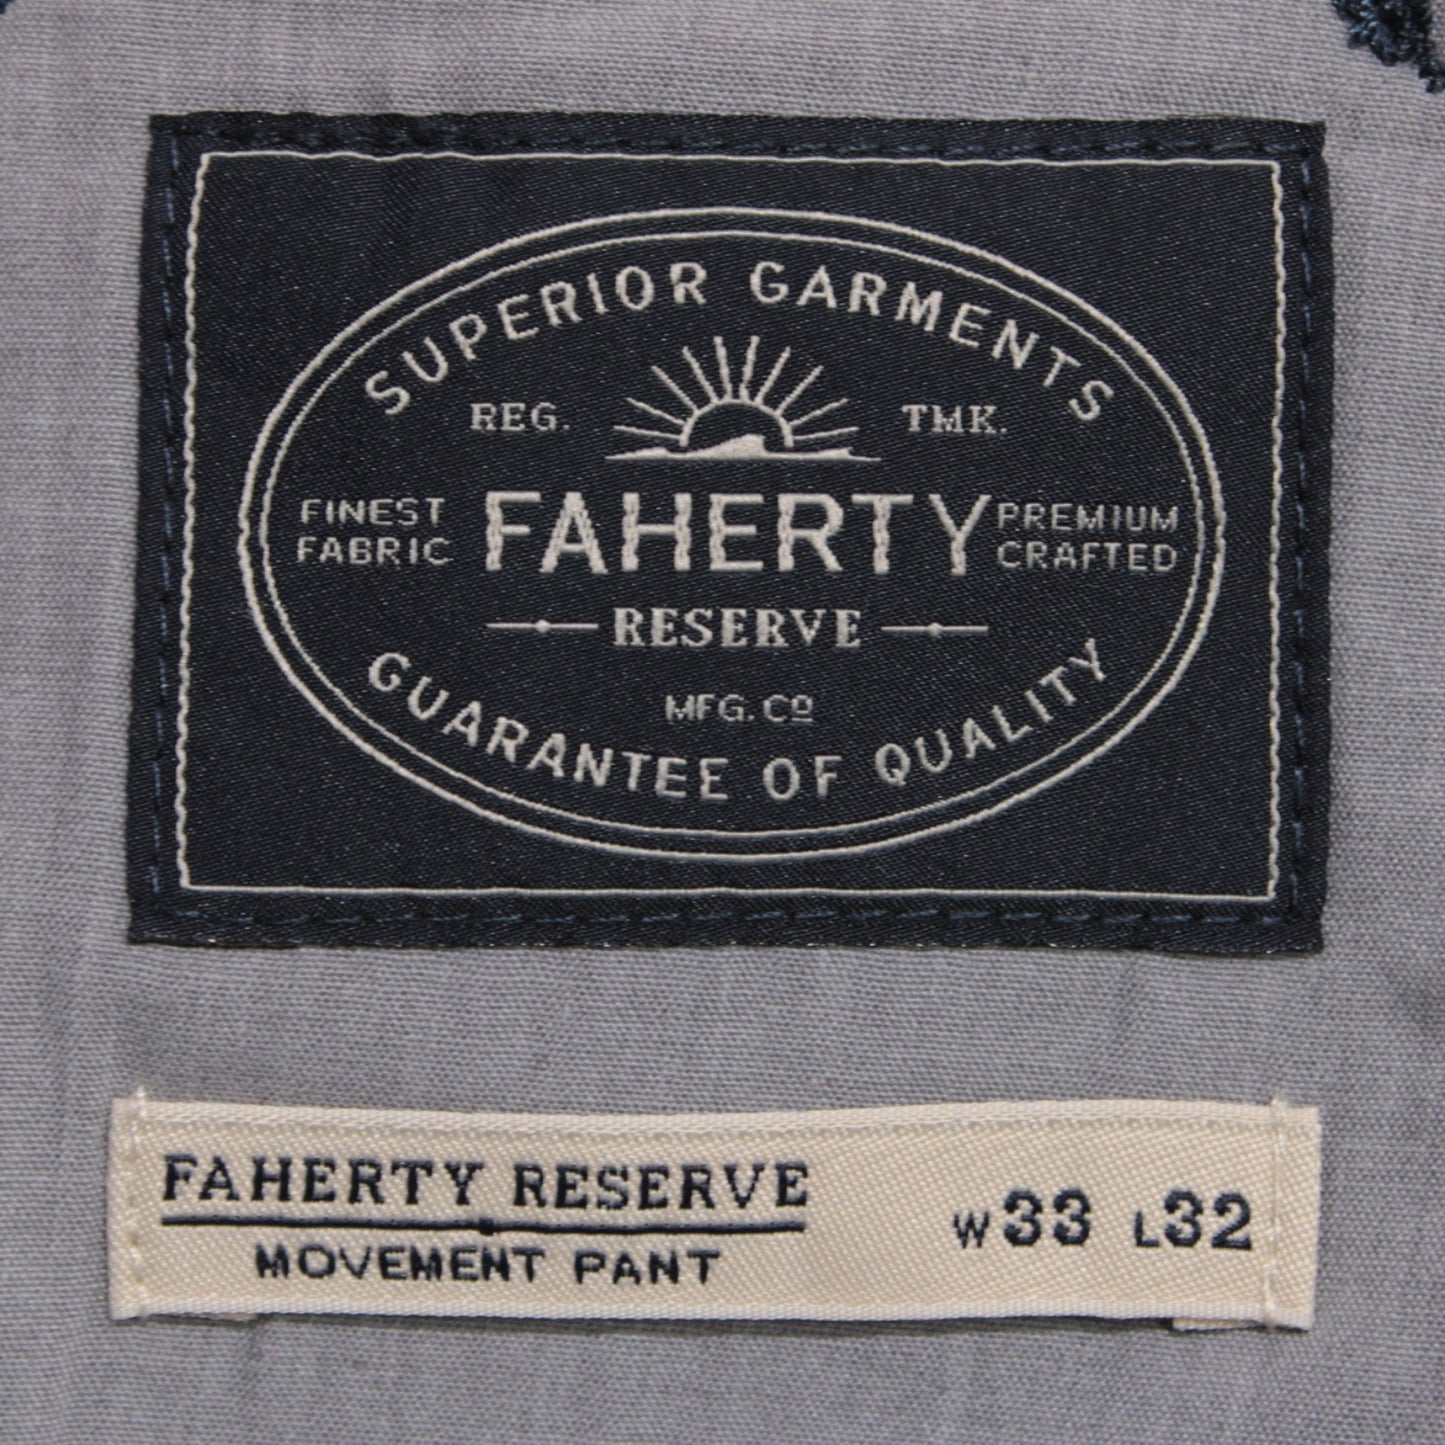 SUPERIOR GARMENTS
REG. TMK.
FINEST FABRIC
FAHERTY
PREMIUM CRAFTED
RESERVE
MFG. Cº
GUARANTEE OF QUALITY
FAHERTY RESERVE
MOVEMENT PANT
W33 L32